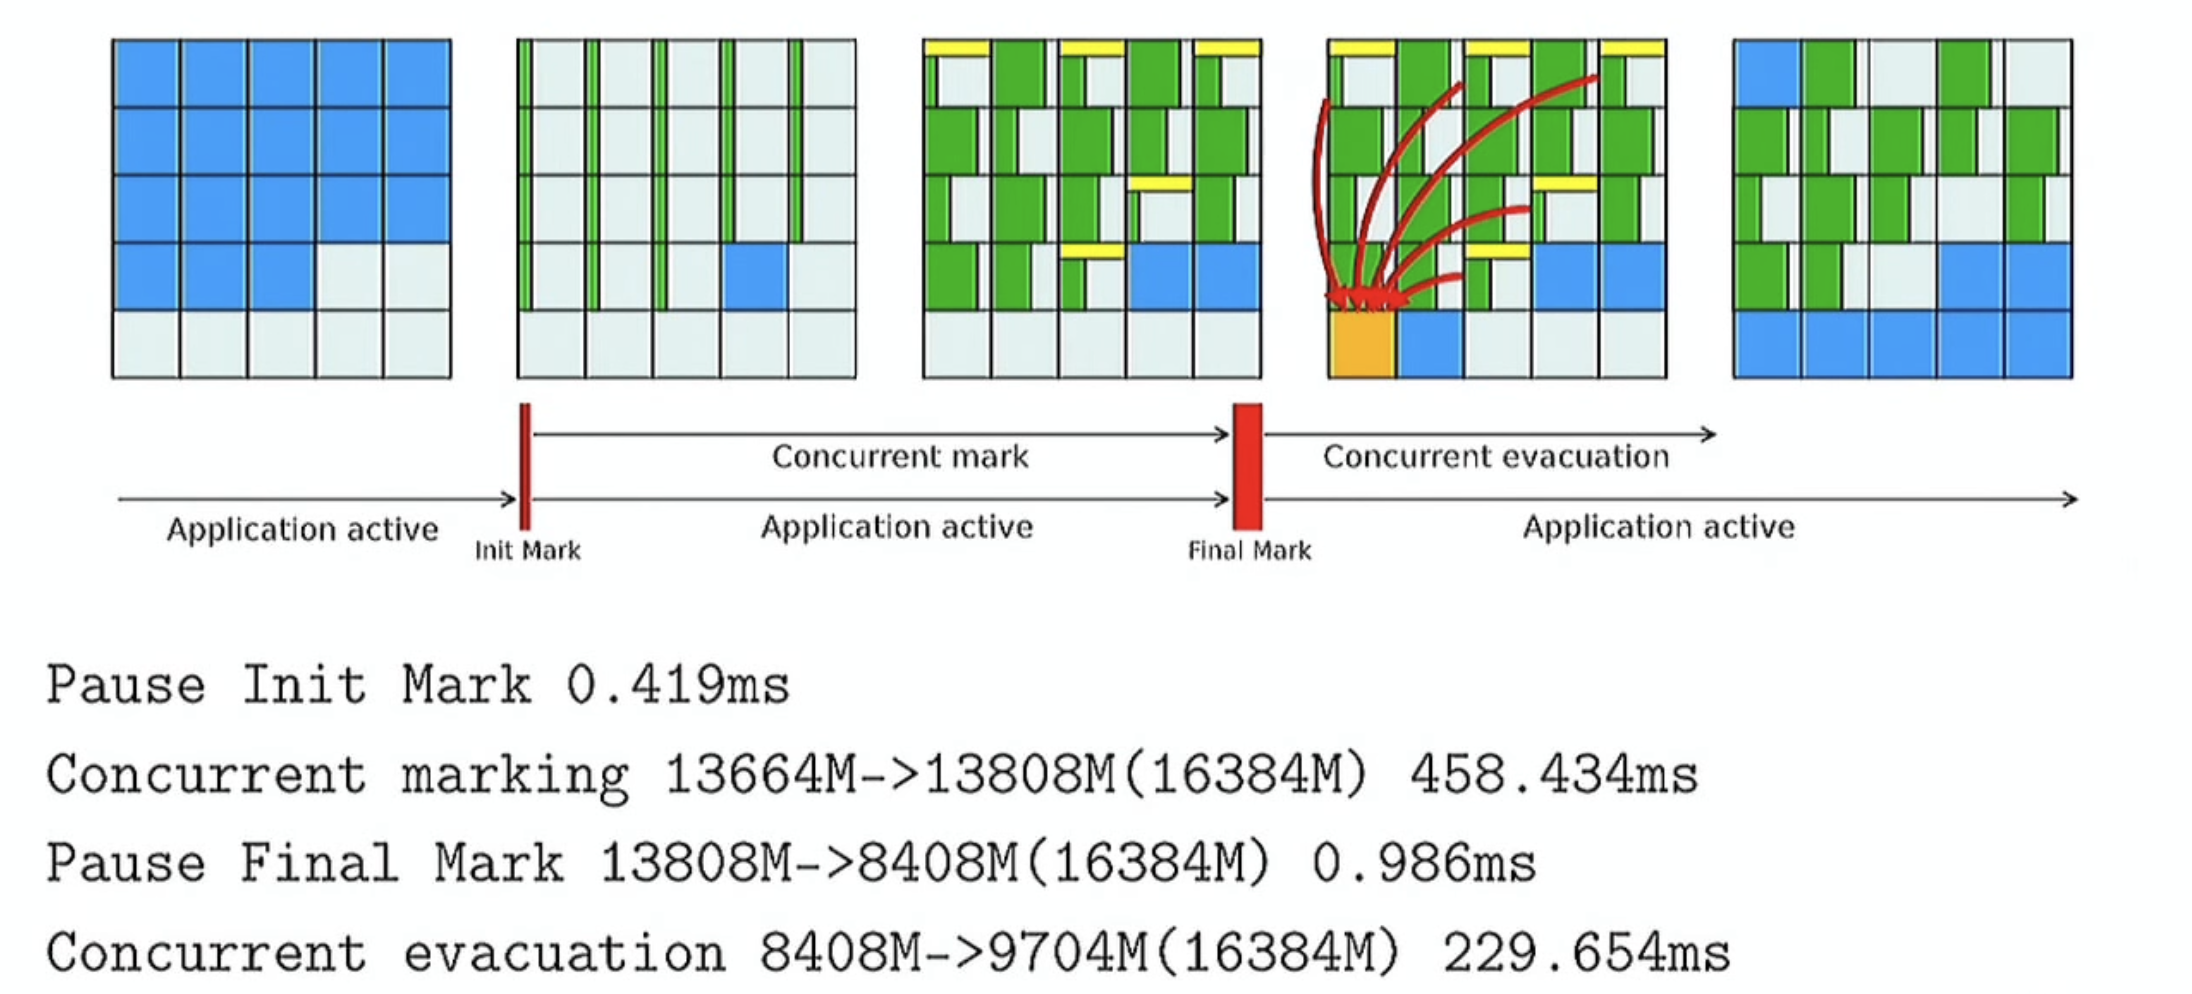 Concurrent mark
Concurrent evacuation
Application active
Application active
Application active
Init Mark
Final Mark
Pause Init Mark 0.419ms
Concurrent marking 13664M->13808M(16384M) 458.434ms
Pause Final Mark 13808M->8408M(16384M) 0.986ms
Concurrent evacuation 8408M->9704M(16384M) 229.654ms